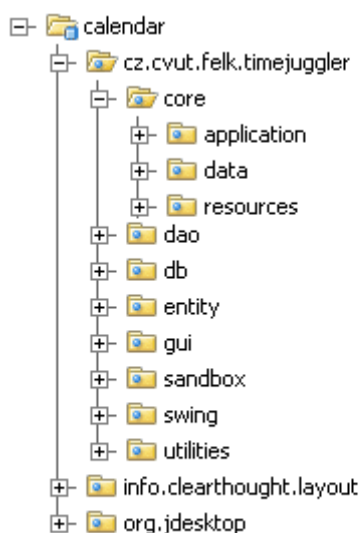 calendar
cz.cvut.felk.timejuggler
core
application
data
resources
dao
db
entity
gui
sandbox
swing
utilities
info.clearthought.layout
org.jdesktop